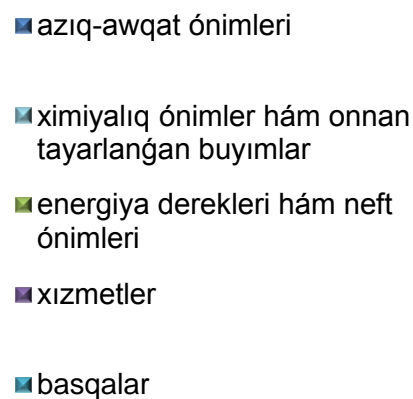 azıq-awqat ónimleri
ximiyalıq ónimler hám onnan
tayarlanǵan buyımlar
energiya derekleri hám neft
ónimleri
xızmetler
basqalar